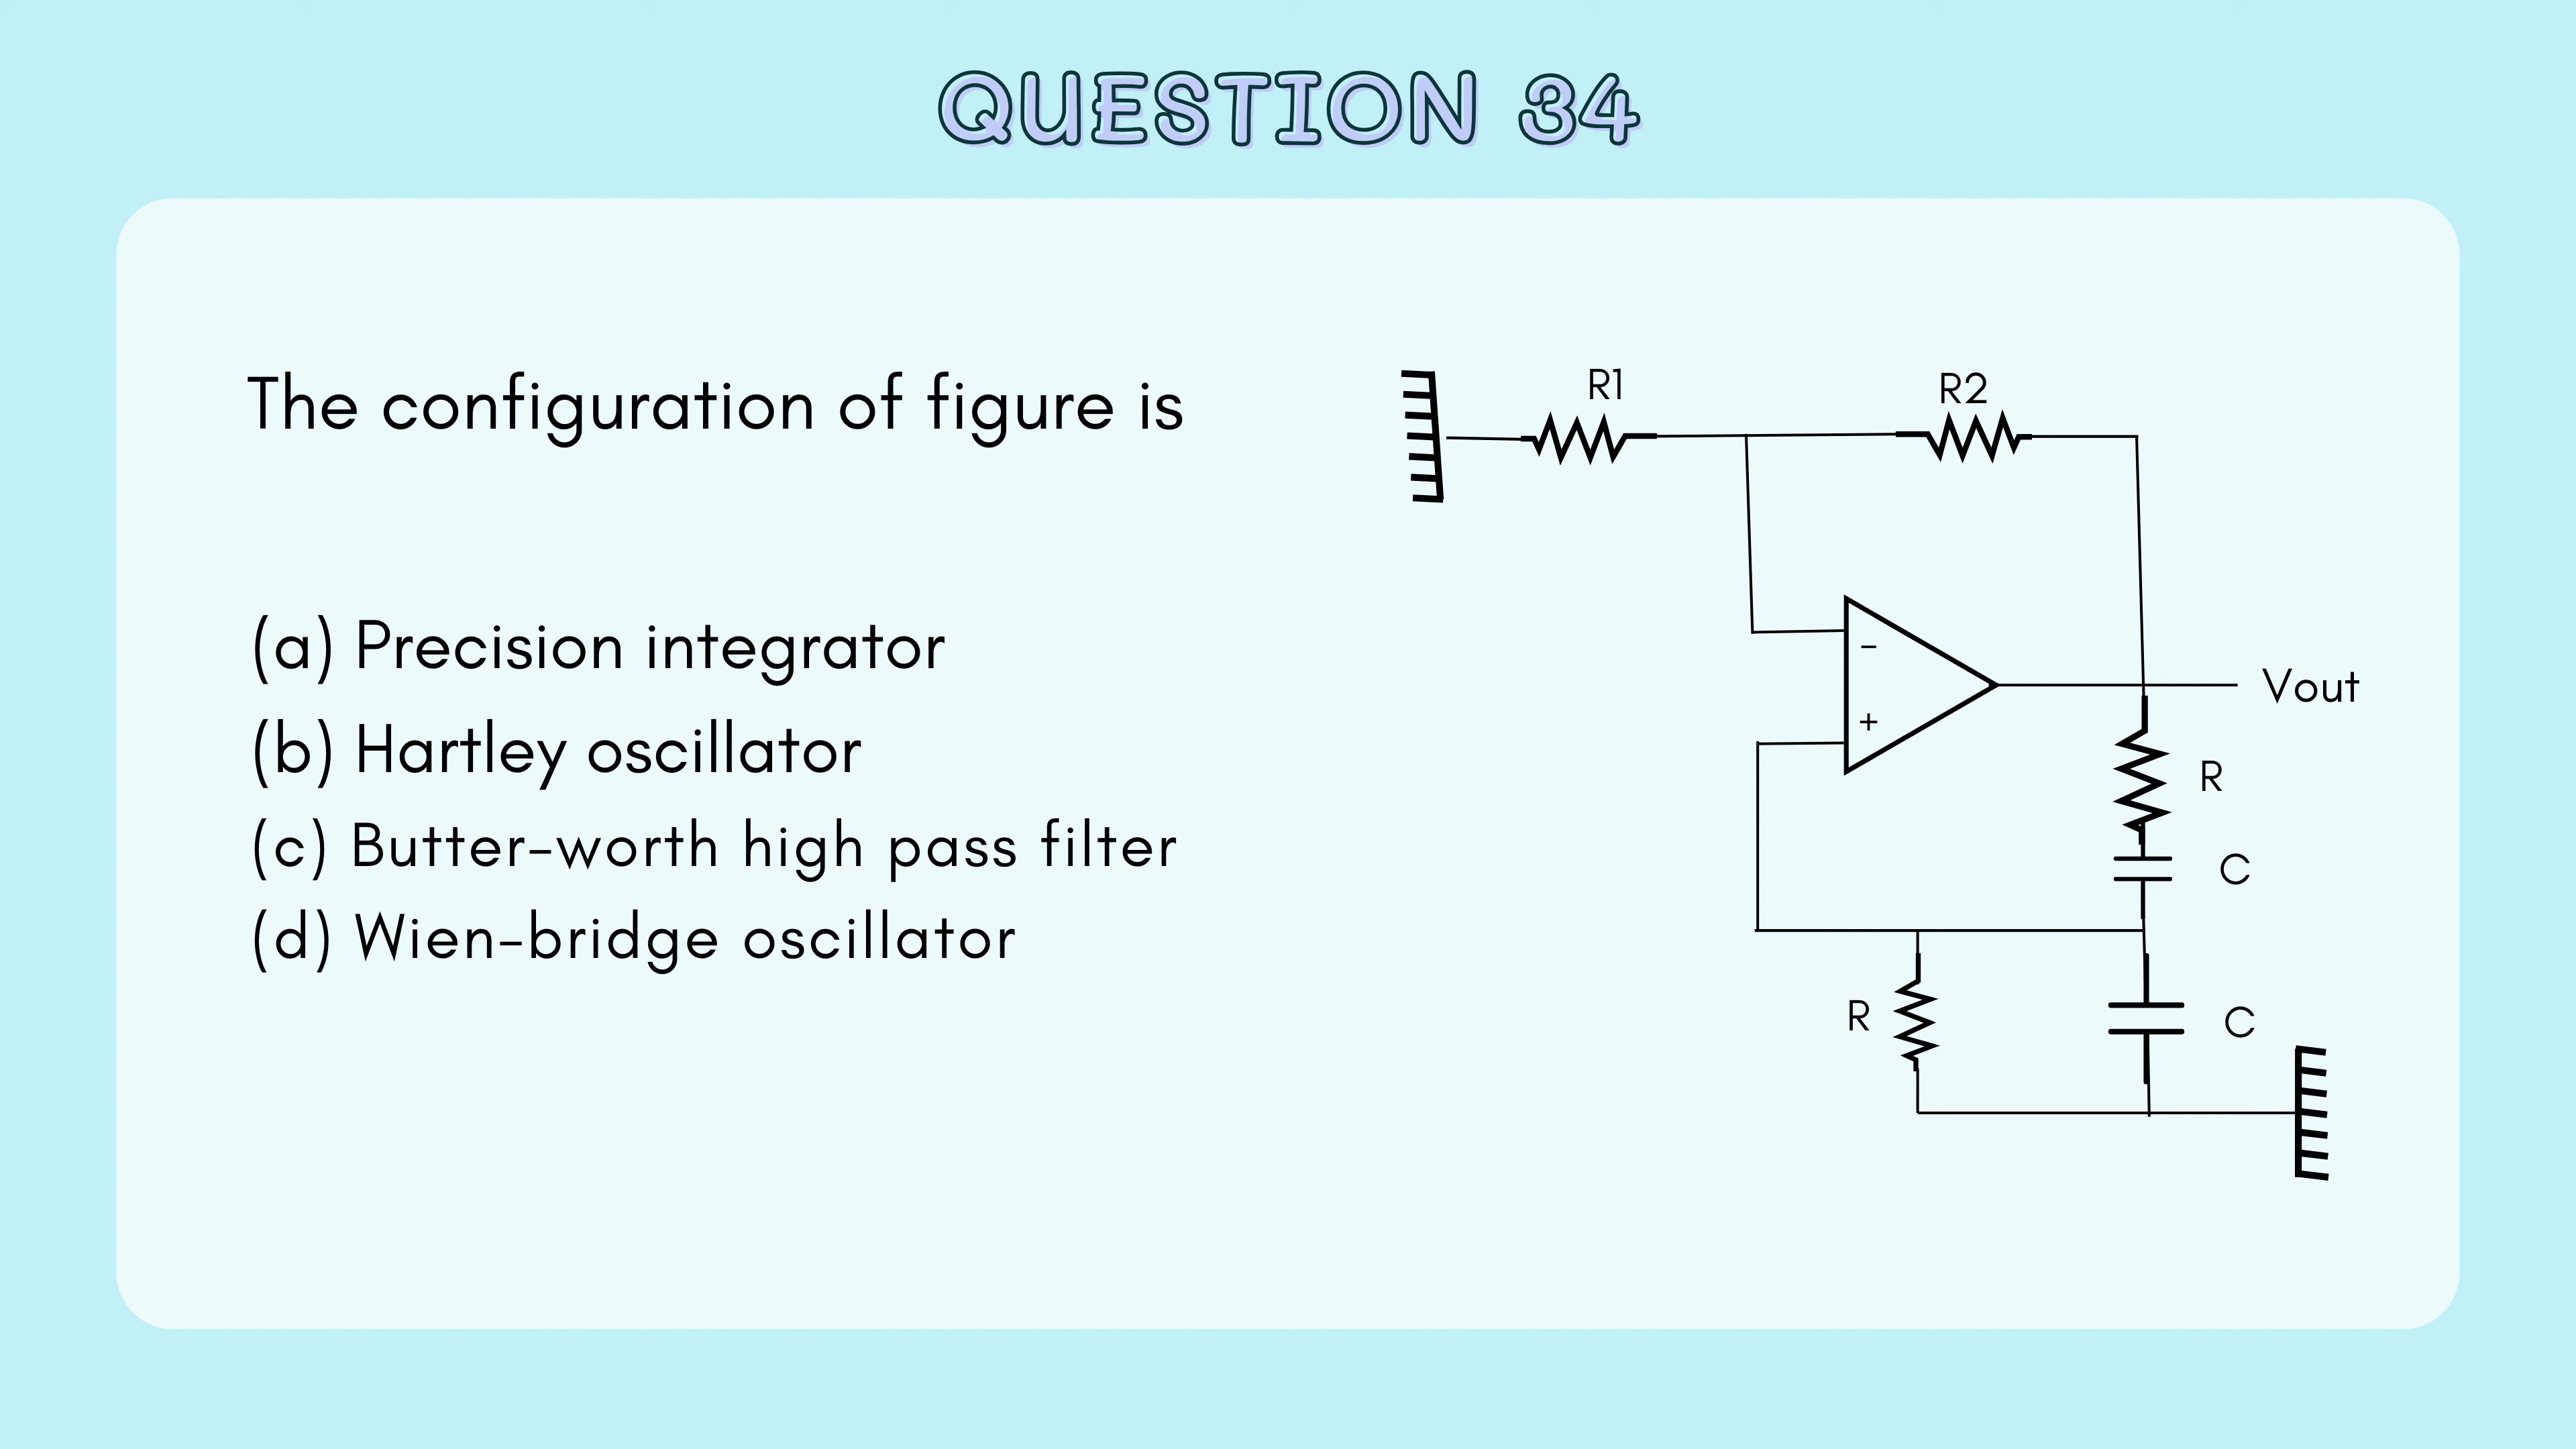 QUESTION 34
The configuration of figure is
(a) Precision integrator
(b) Hartley oscillator
(c) Butter-worth high pass filter
(d) Wien-bridge oscillator
R1
R2
−
+
Vout
R
C
R
C